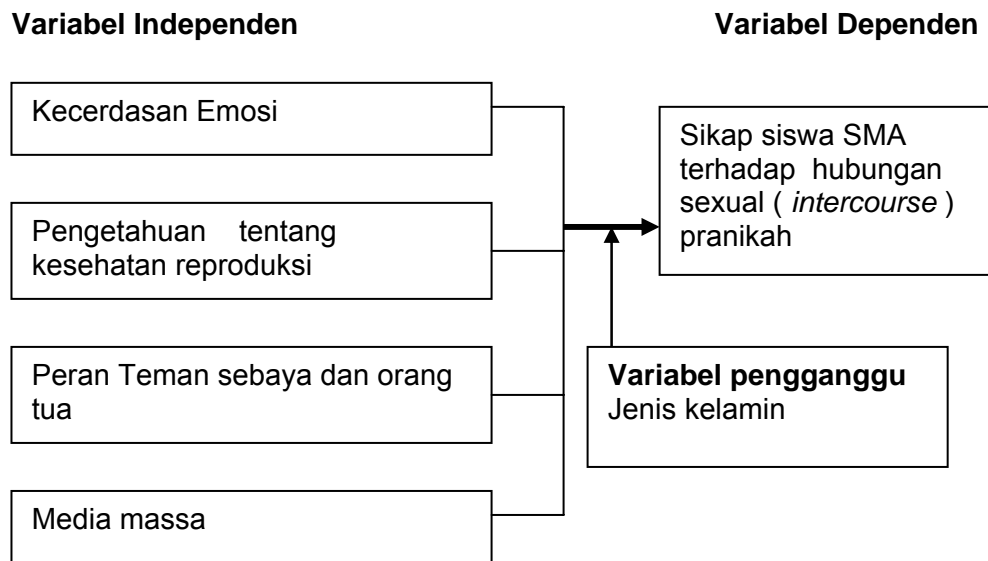 Variabel Independen
Variabel Dependen
Kecerdasan Emosi
Pengetahuan tentang
kesehatan reproduksi
Peran Teman sebaya dan orang
tua
Media massa
Sikap siswa SMA
terhadap hubungan
sexual ( intercourse )
pranikah
Variabel pengganggu
Jenis kelamin